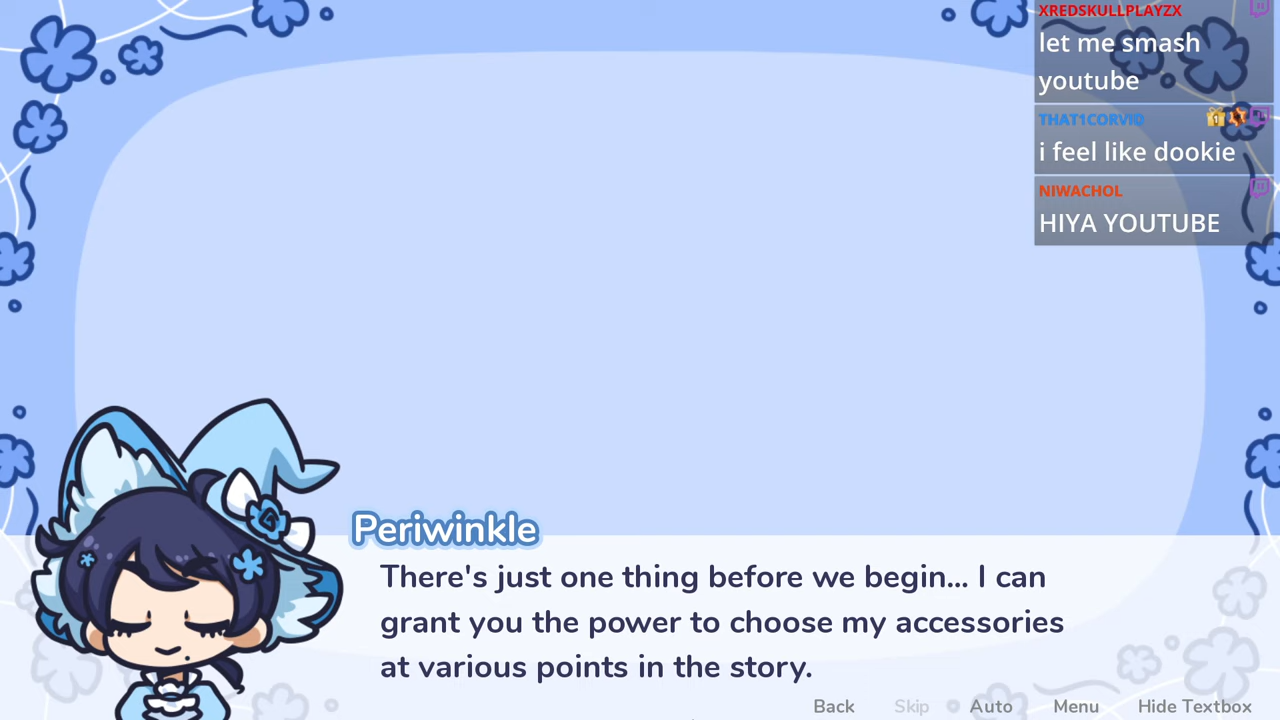 XREDSKULLPLAYZX
let me smash
youtube
THAT1CORVID
i feel like dookie
NIWACHOL
HIYA YOUTUBE
Periwinkle
There's just one thing before we begin... I can
grant you the power to choose my accessories
at various points in the story.
Back Skip Auto Menu Hide Textbox